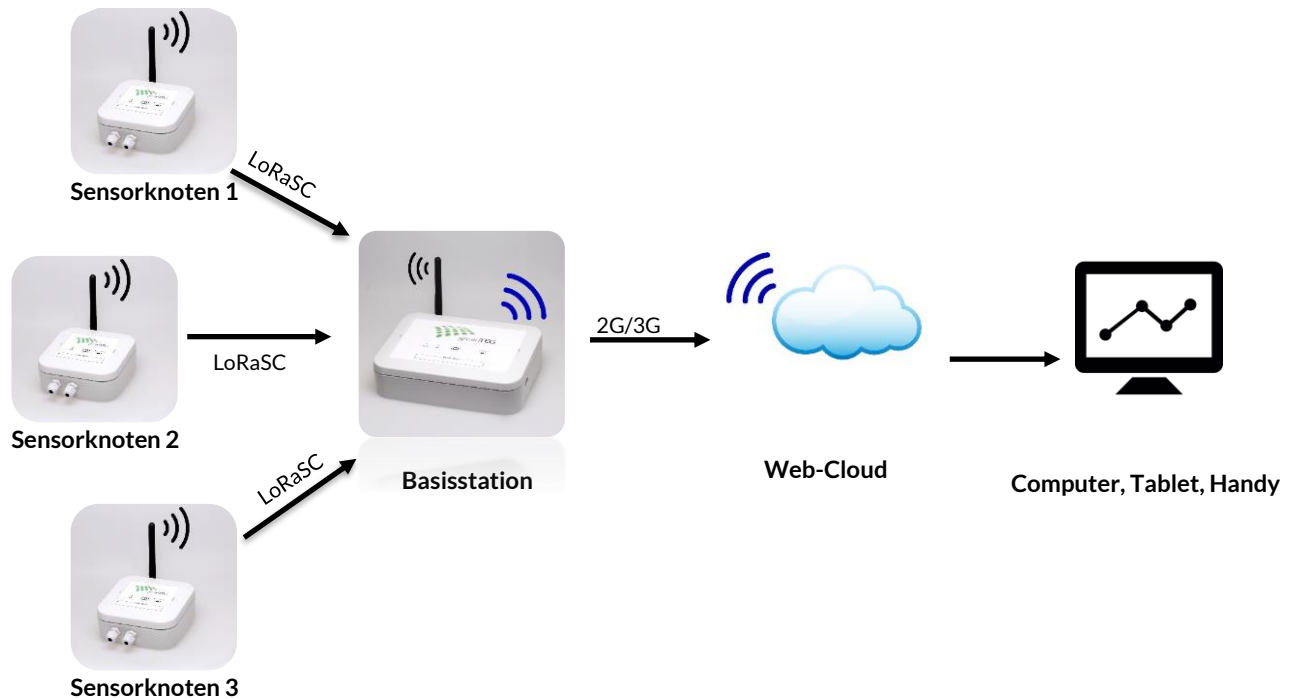 Sensorknoten 1
LoRaSC
Sensorknoten 2
LoRaSC
Sensorknoten 3
LoRaSC
Basisstation
2G/3G
Web-Cloud
Computer, Tablet, Handy